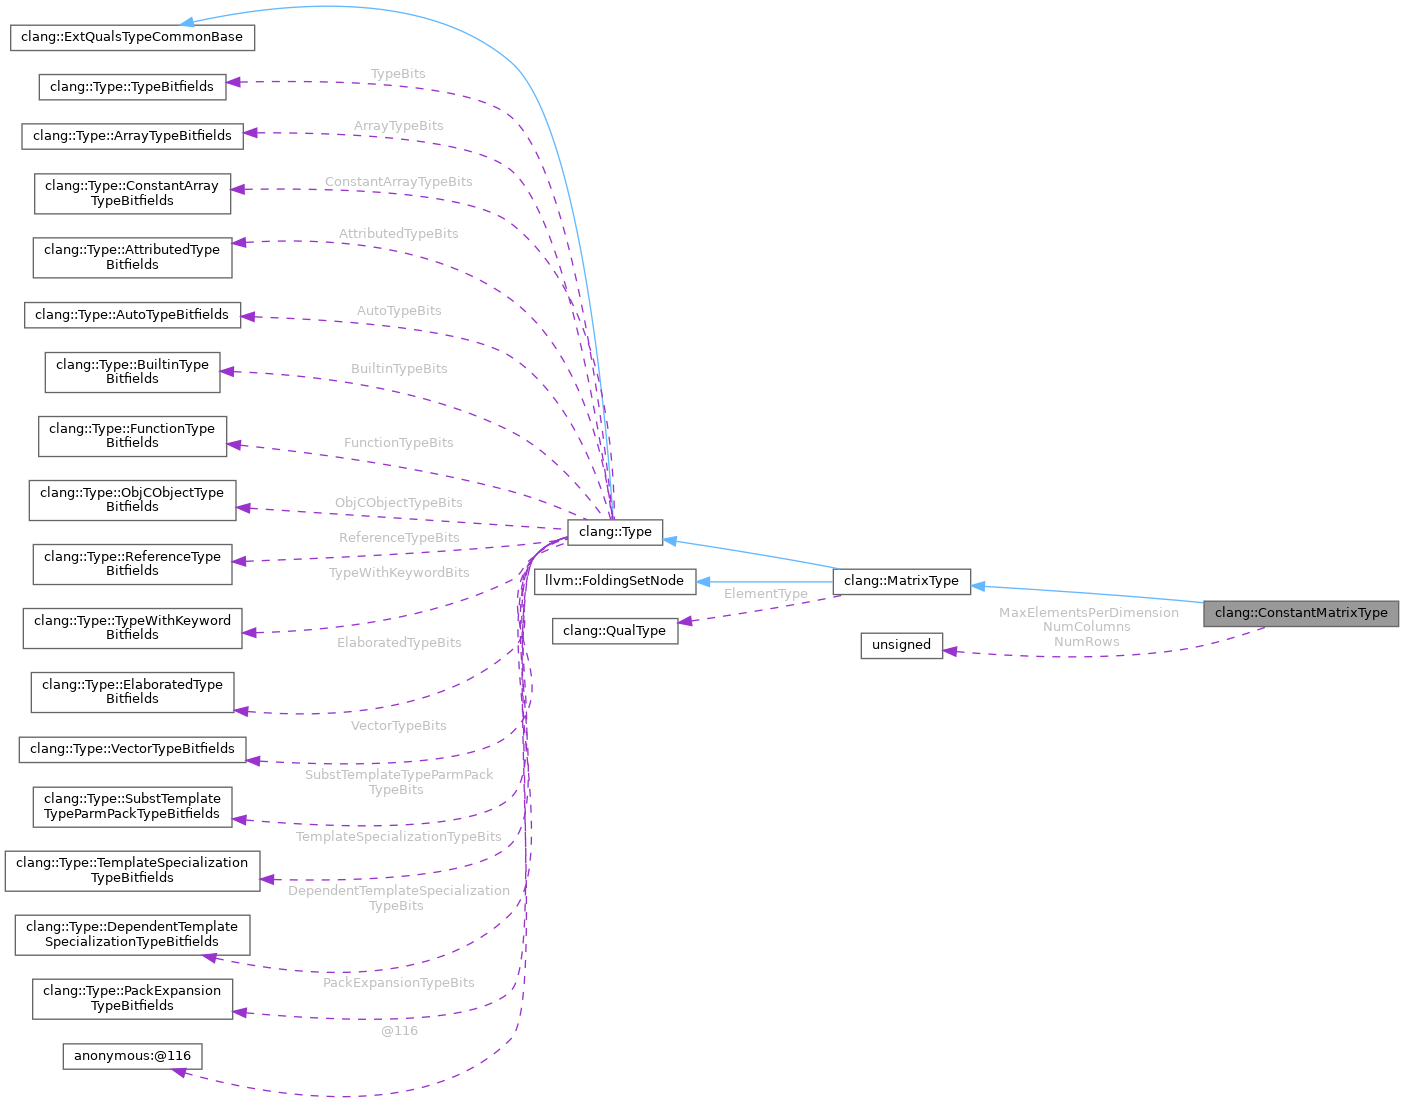 clang::ExtQualsTypeCommonBase
clang::Type::TypeBitfields
TypeBits
clang::Type::ArrayTypeBitfields
ArrayTypeBits
clang::Type::ConstantArray
TypeBitfields
ConstantArrayTypeBits
clang::Type::AttributedType
Bitfields
AttributedTypeBits
clang::Type::AutoTypeBitfields
AutoTypeBits
clang::Type::BuiltinType
Bitfields
BuiltinTypeBits
clang::Type::FunctionType
Bitfields
FunctionTypeBits
clang::Type::ObjCObjectType
Bitfields
ObjCObjectTypeBits
clang::Type::ReferenceType
Bitfields
ReferenceTypeBits
clang::Type::TypeWithKeyword
Bitfields
TypeWithKeywordBits
clang::Type::ElaboratedType
Bitfields
ElaboratedTypeBits
clang::Type::VectorTypeBitfields
VectorTypeBits
clang::Type::SubstTemplate
TypeParmPackTypeBitfields
SubstTemplateTypeParmPack
TypeBits
clang::Type::TemplateSpecialization
TypeBitfields
TemplateSpecializationTypeBits
clang::Type::DependentTemplate
SpecializationTypeBitfields
DependentTemplateSpecialization
TypeBits
clang::Type::PackExpansion
TypeBitfields
PackExpansionTypeBits
anonymous:@116
@116
clang::Type
llvm::FoldingSetNode
clang::QualType
ElementType
clang::MatrixType
unsigned
MaxElementsPerDimension
NumColumns
NumRows
clang::ConstantMatrixType